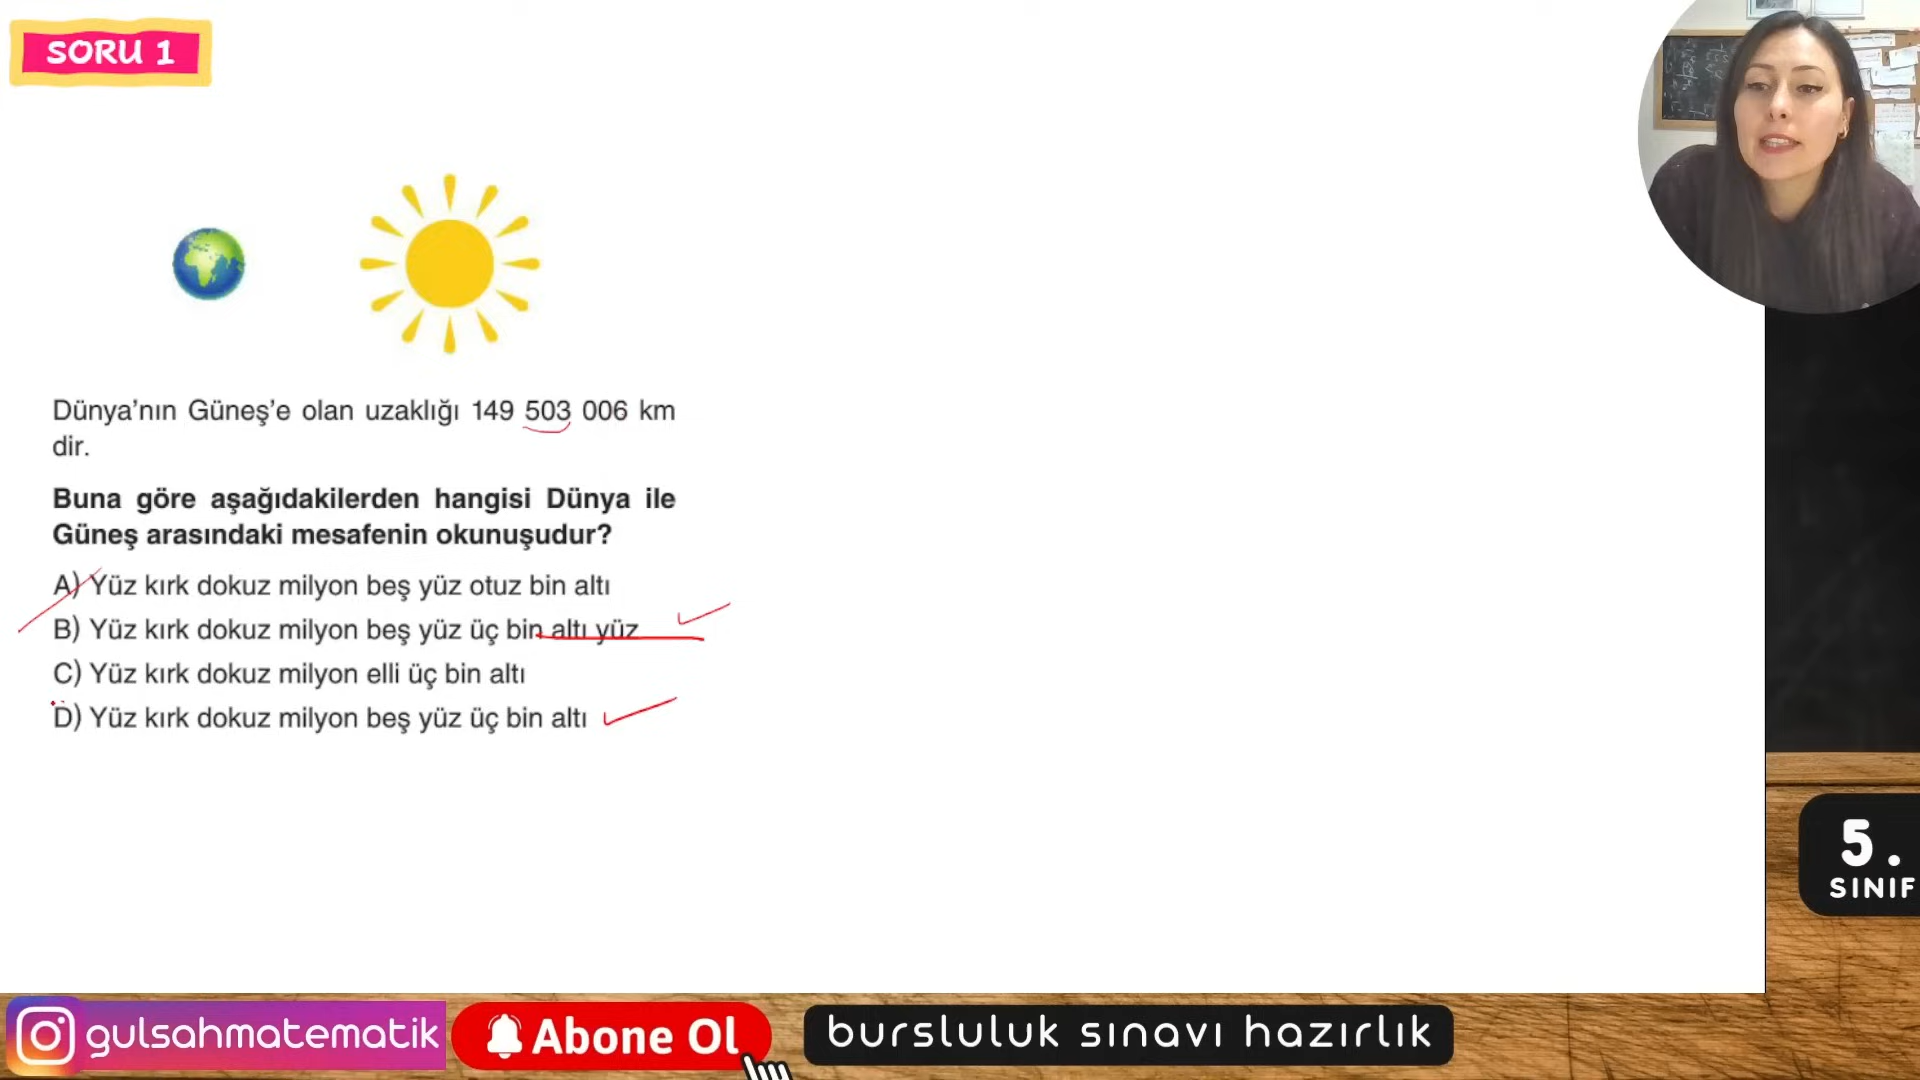 SORU 1
Dünya'nın Güneş'e olan uzaklığı 149 503 006 km
dir.
Buna göre aşağıdakilerden hangisi Dünya ile
Güneş arasındaki mesafenin okunuşudur?
A) Yüz kırk dokuz milyon beş yüz otuz bin altı
B) Yüz kırk dokuz milyon beş yüz üç bin altı yüz
C) Yüz kırk dokuz milyon elli üç bin altı
D) Yüz kırk dokuz milyon beş yüz üç bin altı
5.
SINIF
gulsahmatematik
Abone Ol
bursluluk sınavı hazırlık